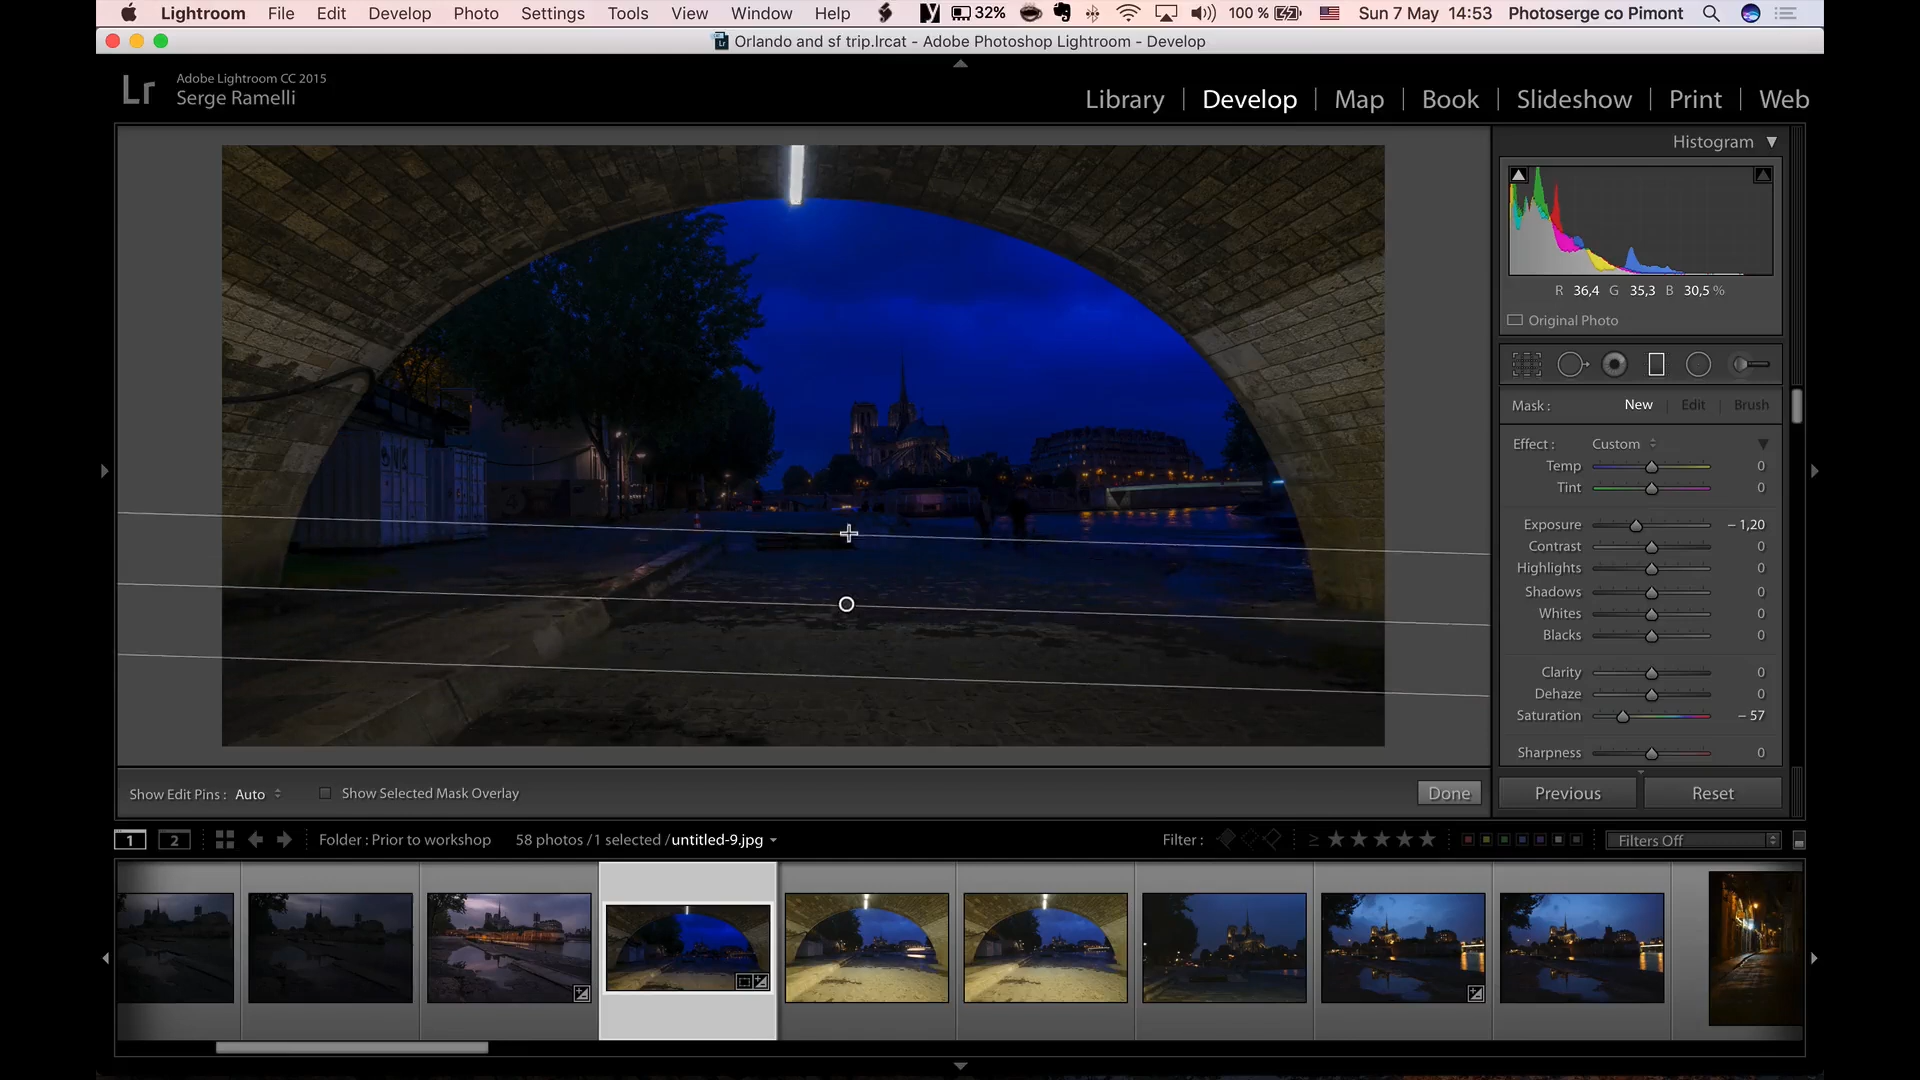 Lightroom File Edit Develop Photo Settings Tools View Window Help 32% 100 % Sun 7 May 14:53 Photoserge co Pimont
Orlando and sf trip.lrcat - Adobe Photoshop Lightroom - Develop
Lr Adobe Lightroom CC 2015
Serge Ramelli
Library | Develop | Map | Book | Slideshow | Print | Web
Histogram
R 36,4 G 35,3 B 30,5 %
Original Photo
Mask : New Edit Brush
Effect : Custom
Temp 0
Tint 0
Exposure – 1,20
Contrast 0
Highlights 0
Shadows 0
Whites 0
Blacks 0
Clarity 0
Dehaze 0
Saturation – 57
Sharpness 0
Show Edit Pins : Auto Show Selected Mask Overlay Done Previous Reset
1 2 Folder : Prior to workshop 58 photos /1 selected /untitled-9.jpg Filter : ≥ ★★★★★ Filters Off